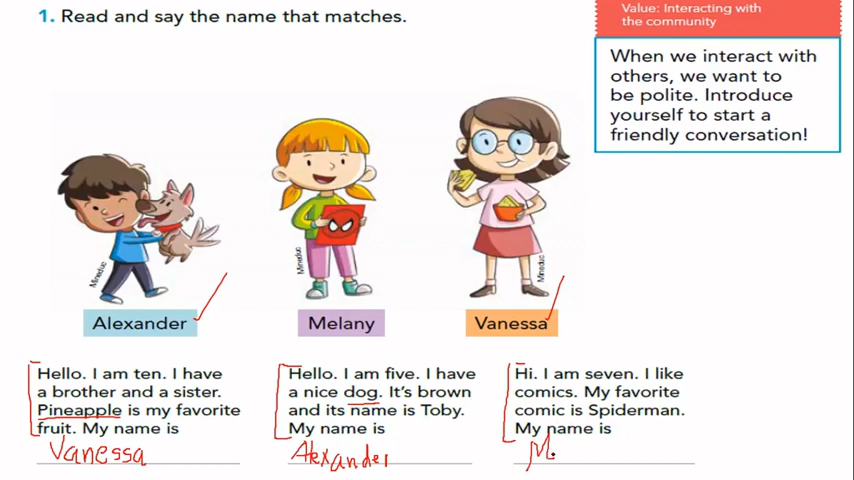 1. Read and say the name that matches.
Value: Interacting with
the community
When we interact with
others, we want to
be polite. Introduce
yourself to start a
friendly conversation!
Mineduc
Mineduc
Mineduc
Alexander
Melany
Vanessa
Hello. I am ten. I have
a brother and a sister.
Pineapple is my favorite
fruit. My name is
Vanessa
Hello. I am five. I have
a nice dog. It's brown
and its name is Toby.
My name is
Alexander
Hi. I am seven. I like
comics. My favorite
comic is Spiderman.
My name is
M